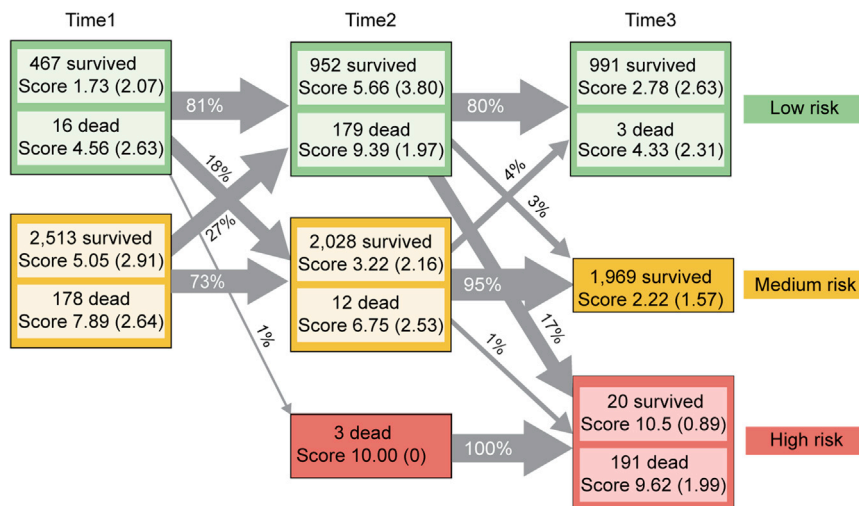 Time1
Time2
Time3
467 survived
Score 1.73 (2.07)
16 dead
Score 4.56 (2.63)
81%
952 survived
Score 5.66 (3.80)
179 dead
Score 9.39 (1.97)
80%
991 survived
Score 2.78 (2.63)
3 dead
Score 4.33 (2.31)
Low risk
18%
27%
4%
3%
2,513 survived
Score 5.05 (2.91)
178 dead
Score 7.89 (2.64)
73%
2,028 survived
Score 3.22 (2.16)
12 dead
Score 6.75 (2.53)
95%
1,969 survived
Score 2.22 (1.57)
Medium risk
1%
1%
17%
3 dead
Score 10.00 (0)
100%
20 survived
Score 10.5 (0.89)
191 dead
Score 9.62 (1.99)
High risk